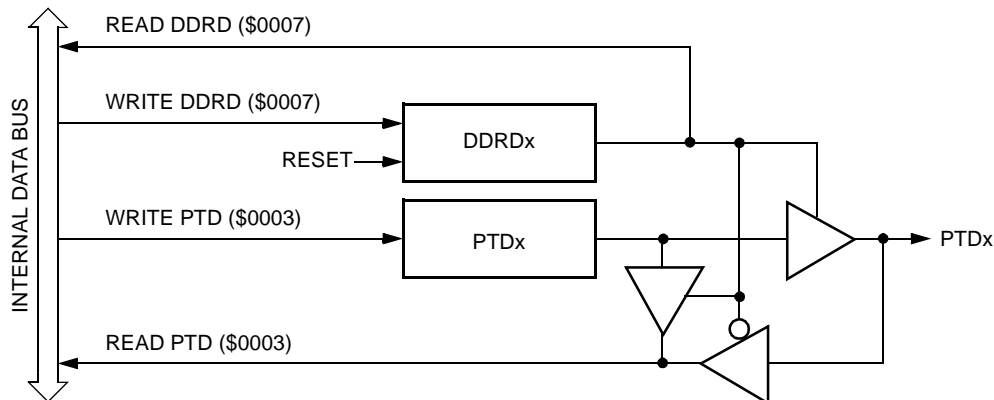 READ DDRD ($0007)
WRITE DDRD ($0007)
DDRDx
RESET
INTERNAL DATA BUS
WRITE PTD ($0003)
PTDx
PTDx
READ PTD ($0003)